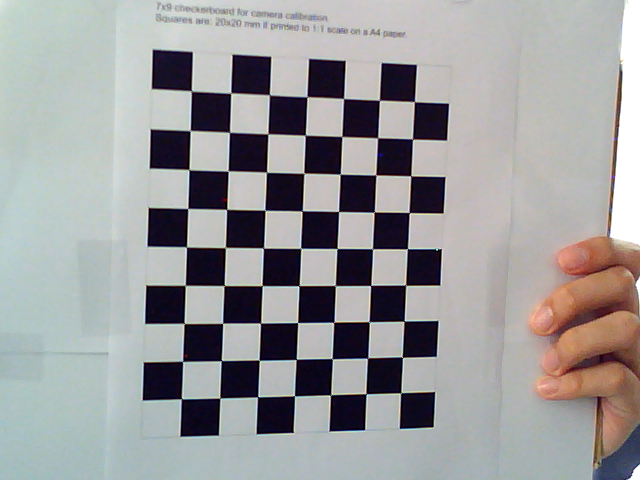 7x9 checkerboard for camera calibration
Squares are: 20x20 mm if printed to 1:1 scale on a A4 paper.